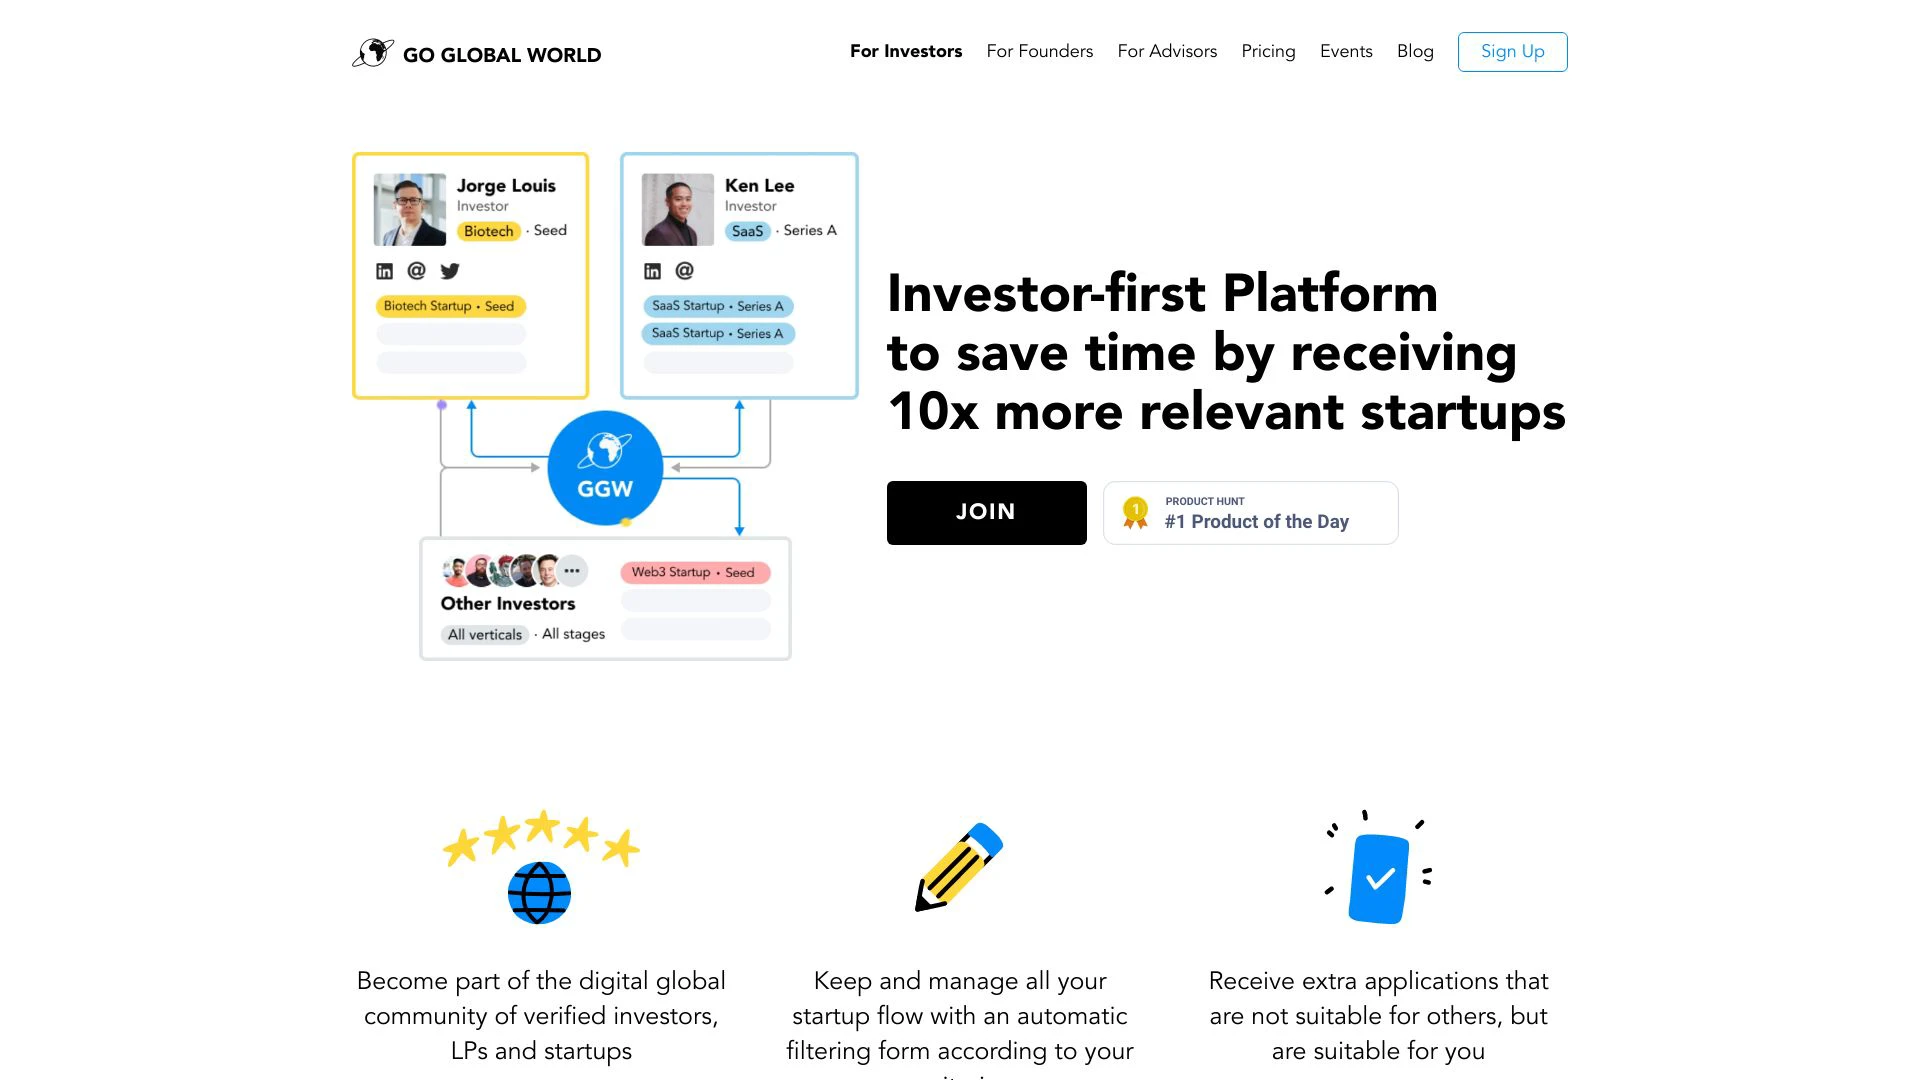 GO GLOBAL WORLD
For Investors
For Founders
For Advisors
Pricing
Events
Blog
Sign Up
Jorge Louis
Investor
Biotech · Seed
in @
Biotech Startup • Seed
Ken Lee
Investor
SaaS · Series A
in @
SaaS Startup • Series A
SaaS Startup • Series A
GGW
Other Investors
All verticals · All stages
Web3 Startup • Seed
Investor-first Platform
to save time by receiving
10x more relevant startups
JOIN
1
PRODUCT HUNT
#1 Product of the Day
Become part of the digital global
community of verified investors,
LPs and startups
Keep and manage all your
startup flow with an automatic
filtering form according to your
Receive extra applications that
are not suitable for others, but
are suitable for you